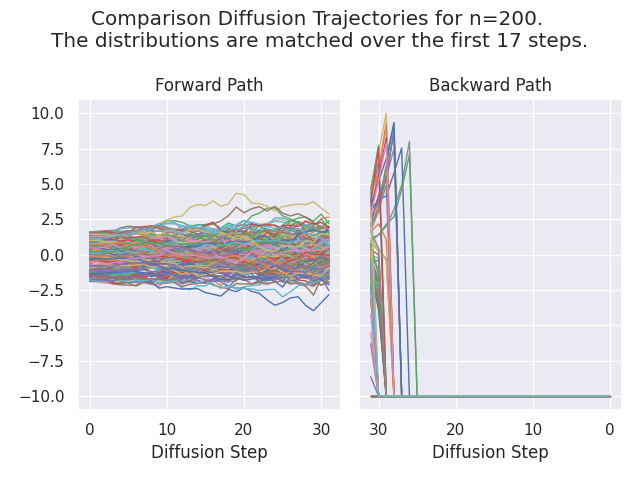 Comparison Diffusion Trajectories for n=200.
The distributions are matched over the first 17 steps.
Forward Path
Backward Path
10.0
7.5
5.0
2.5
0.0
−2.5
−5.0
−7.5
−10.0
0 10 20 30
30 20 10 0
Diffusion Step
Diffusion Step